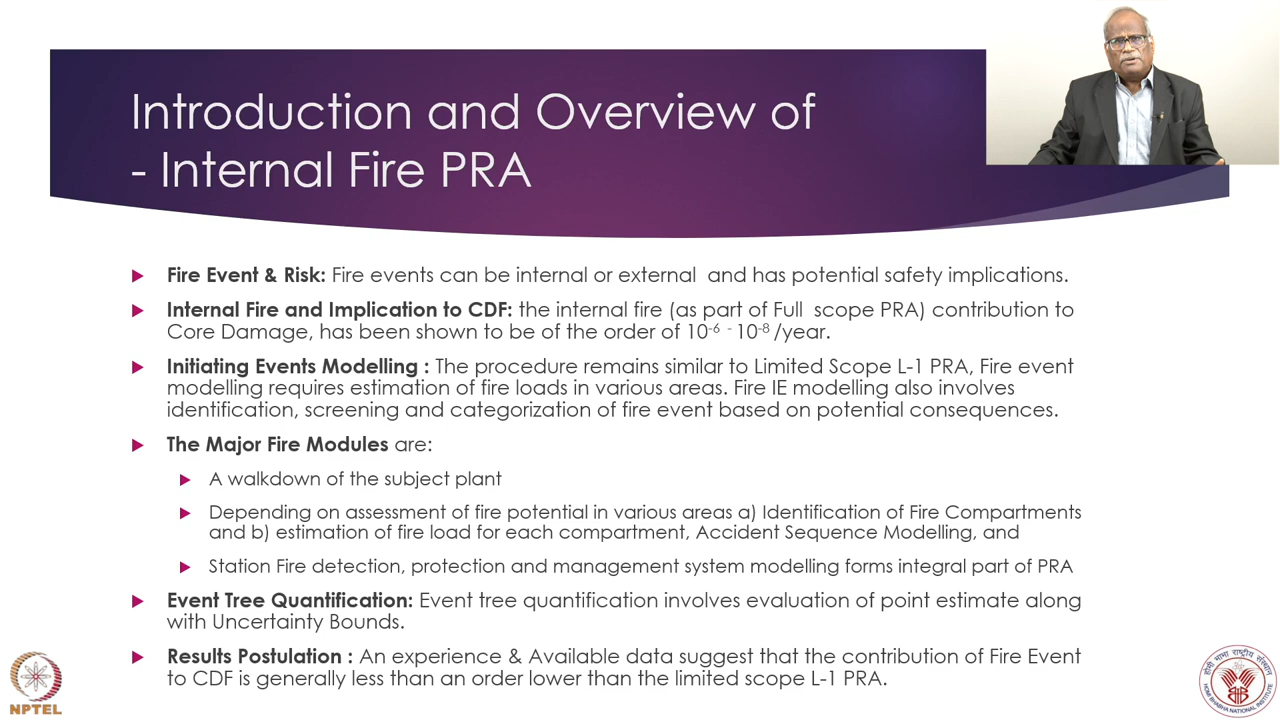 Introduction and Overview of
- Internal Fire PRA
Fire Event & Risk: Fire events can be internal or external and has potential safety implications.
Internal Fire and Implication to CDF: the internal fire (as part of Full scope PRA) contribution to
Core Damage, has been shown to be of the order of 10-6 - 10-8 /year.
Initiating Events Modelling : The procedure remains similar to Limited Scope L-1 PRA, Fire event
modelling requires estimation of fire loads in various areas. Fire IE modelling also involves
identification, screening and categorization of fire event based on potential consequences.
The Major Fire Modules are:
A walkdown of the subject plant
Depending on assessment of fire potential in various areas a) Identification of Fire Compartments
and b) estimation of fire load for each compartment, Accident Sequence Modelling, and
Station Fire detection, protection and management system modelling forms integral part of PRA
Event Tree Quantification: Event tree quantification involves evaluation of point estimate along
with Uncertainty Bounds.
Results Postulation : An experience & Available data suggest that the contribution of Fire Event
to CDF is generally less than an order lower than the limited scope L-1 PRA.
NPTEL
होमी भाभा राष्ट्रीय संस्थान
HOMI BHABHA NATIONAL INSTITUTE